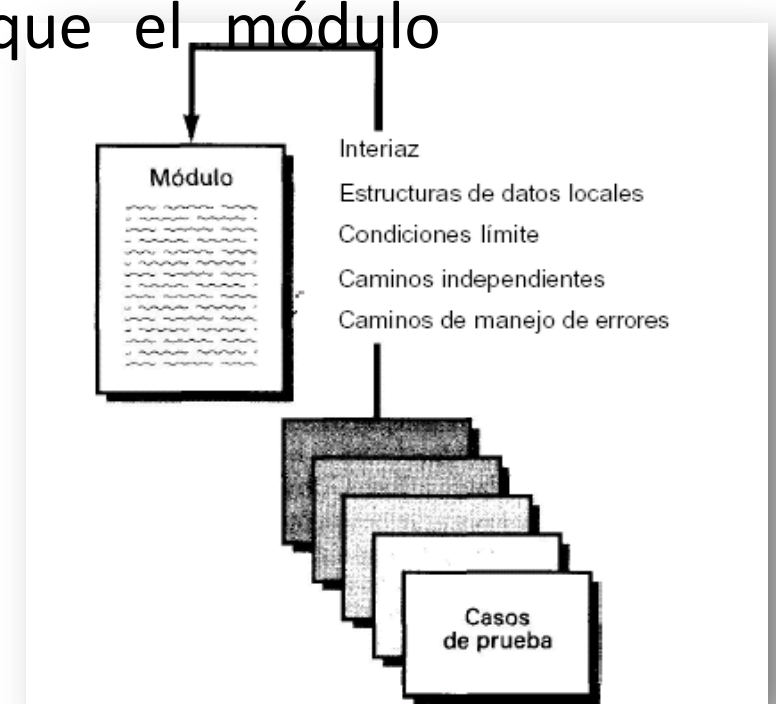 que el módulo
Módulo
Interiaz
Estructuras de datos locales
Condiciones límite
Caminos independientes
Caminos de manejo de errores
Casos
de prueba